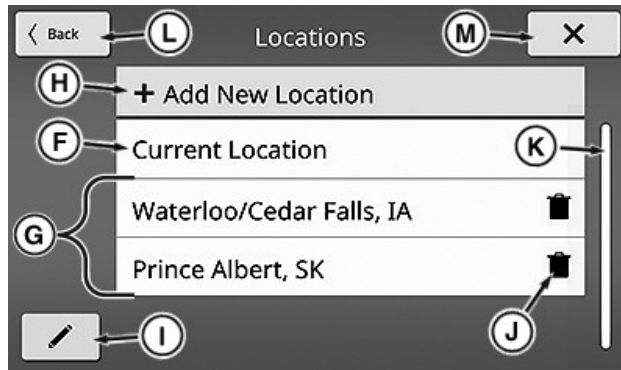 Back L Locations M
H + Add New Location
F Current Location K
G Waterloo/Cedar Falls, IA
Prince Albert, SK
I J